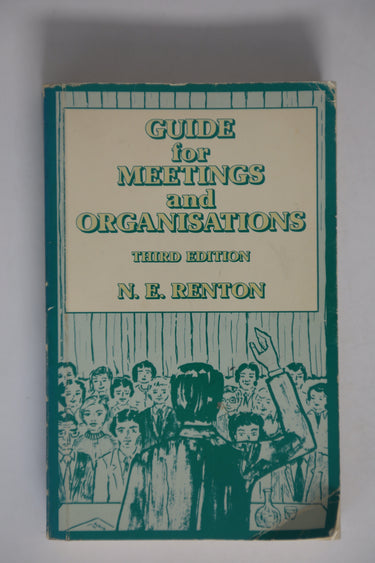 GUIDE
for
MEETINGS
and
ORGANISATIONS
THIRD EDITION
N. E. RENTON